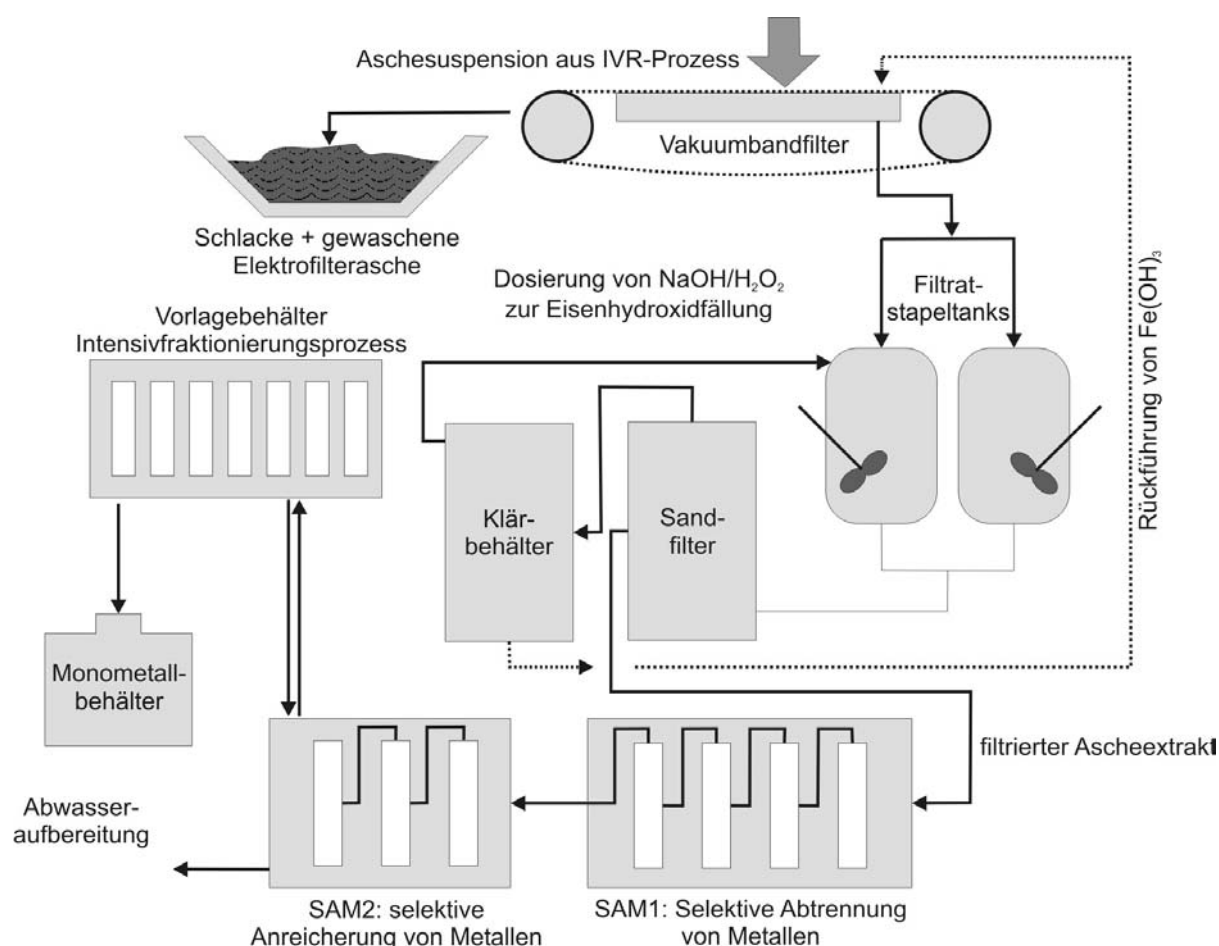 Aschesuspension aus IVR-Prozess
Vakuumbandfilter
Schlacke + gewaschene
Elektrofilterasche
Dosierung von NaOH/H₂O₂
zur Eisenhydroxidfällung
Filtrat-
stapeltanks
Rückführung von Fe(OH)₃
Vorlagebehälter
Intensivfraktionierungsprozess
Klär-
behälter
Sand-
filter
Monometall-
behälter
filtrierter Ascheextrakt
Abwasser-
aufbereitung
SAM2: selektive
Anreicherung von Metallen
SAM1: Selektive Abtrennung
von Metallen